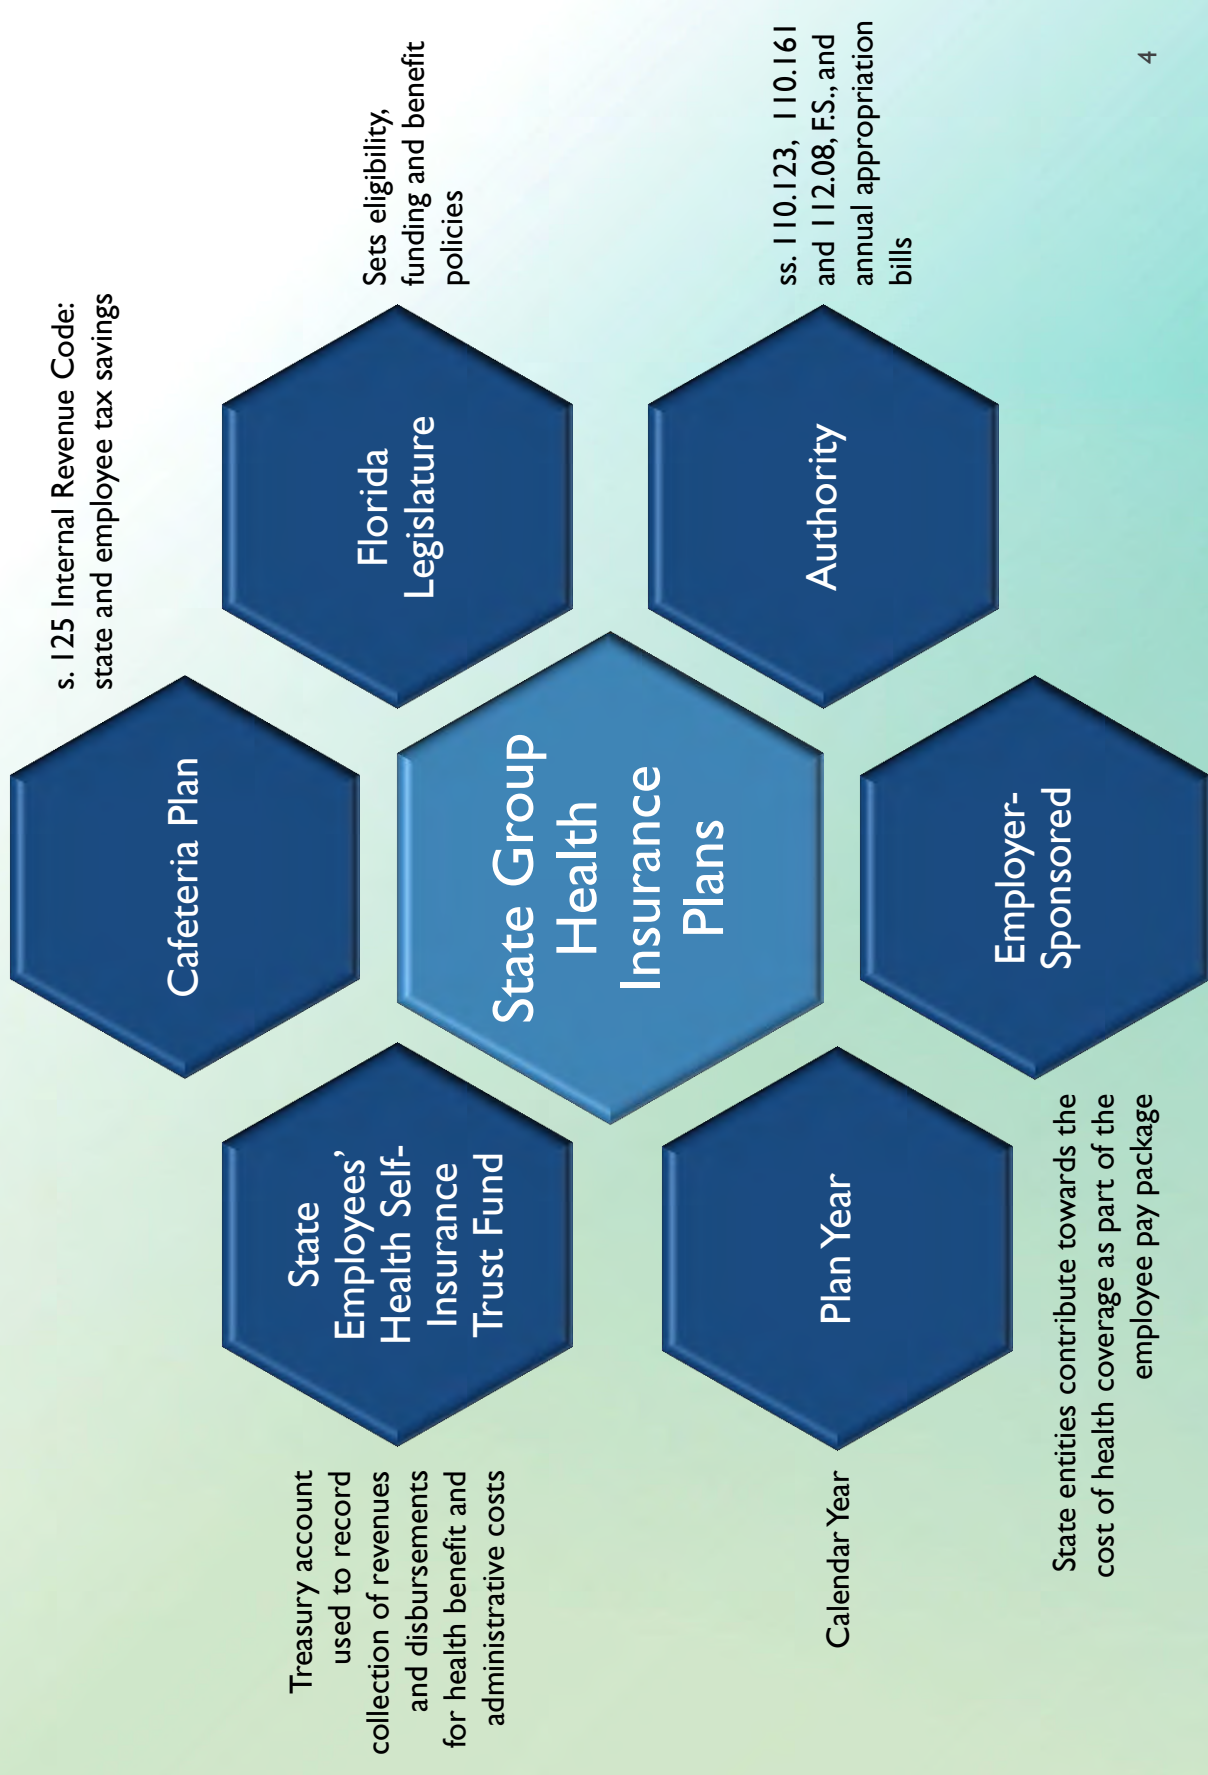 s. 125 Internal Revenue Code:
state and employee tax savings
Cafeteria Plan
Treasury account
used to record
collection of revenues
and disbursements
for health benefit and
administrative costs
State
Employees’
Health Self-
Insurance
Trust Fund
Florida
Legislature
Sets eligibility,
funding and benefit
policies
State Group
Health
Insurance
Plans
Calendar Year
Plan Year
Authority
ss. 110.123, 110.161
and 112.08, F.S., and
annual appropriation
bills
State entities contribute towards the
cost of health coverage as part of the
employee pay package
Employer-
Sponsored
4